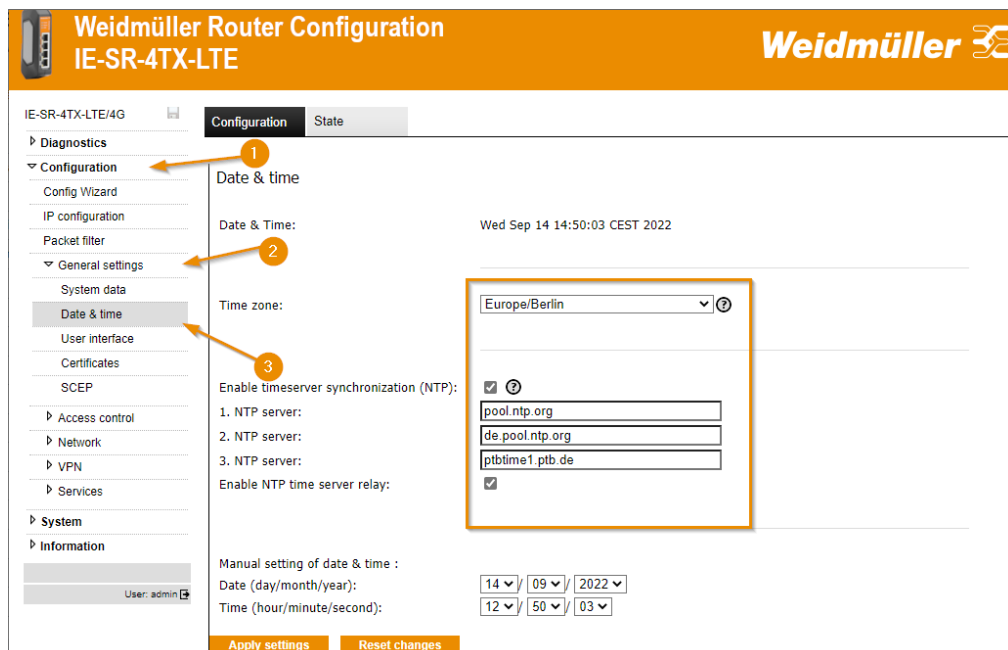 Weidmüller Router Configuration
IE-SR-4TX-LTE
Weidmüller
IE-SR-4TX-LTE/4G
Diagnostics
Configuration
Config Wizard
IP configuration
Packet filter
General settings
System data
Date & time
User interface
Certificates
SCEP
Access control
Network
VPN
Services
System
Information
User: admin
Configuration State
1
Date & time
Date & Time: Wed Sep 14 14:50:03 CEST 2022
2
Time zone: Europe/Berlin ?
3
Enable timeserver synchronization (NTP): ?
1. NTP server: pool.ntp.org
2. NTP server: de.pool.ntp.org
3. NTP server: ptbtime1.ptb.de
Enable NTP time server relay:
Manual setting of date & time :
Date (day/month/year): 14 / 09 / 2022
Time (hour/minute/second): 12 / 50 / 03
Apply settings Reset changes